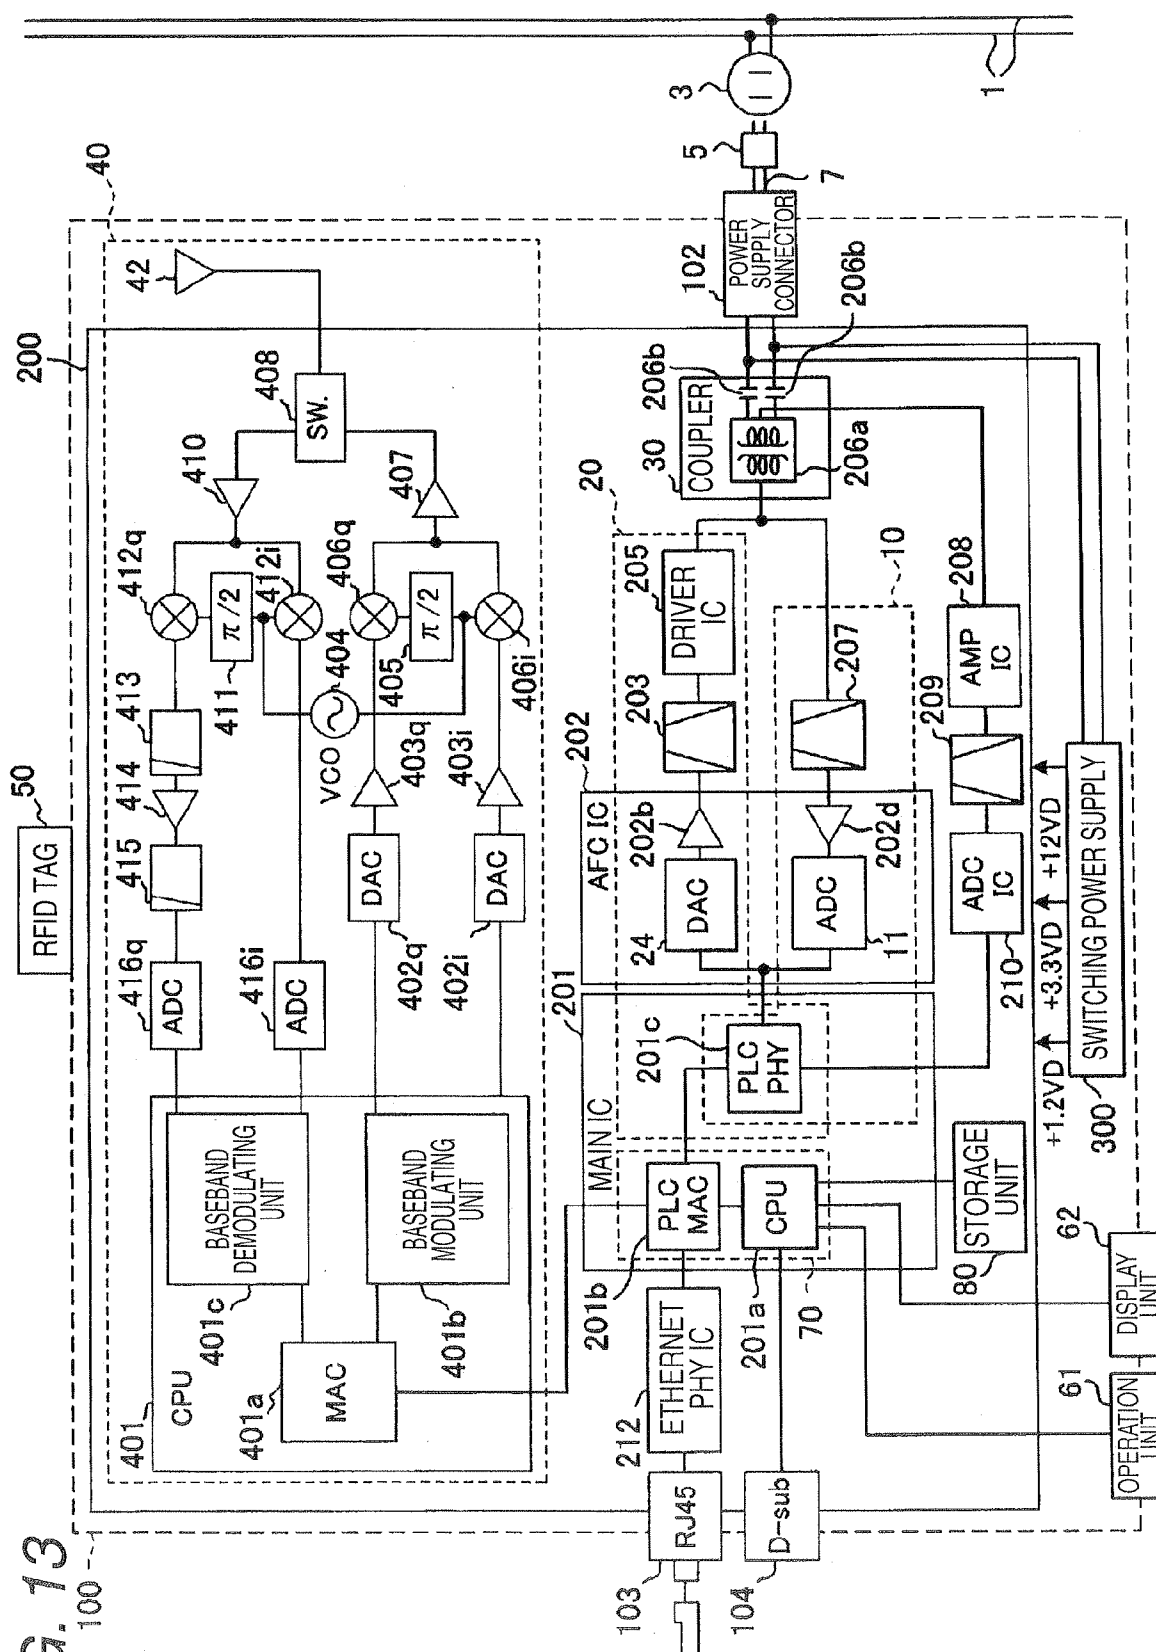 G. 13
100
200
RFID TAG
50
40
42
401
CPU
401a
MAC
401c
BASEBAND
DEMODULATING
UNIT
401b
BASEBAND
MODULATING
UNIT
416q
ADC
416i
ADC
415
414
413
412q
π/2
411
412i
410
408
SW.
407
406q
π/2
405
406i
404
VCO
403q
403i
DAC
402q
DAC
402i
103
RJ45
104
D-sub
212
ETHERNET
PHY IC
201
MAIN IC
201b
PLC
MAC
201a
CPU
70
201c
PLC
PHY
202
AFC IC
24
DAC
202b
11
ADC
202d
20
203
205
DRIVER
IC
10
207
30
COUPLER
206b
206a
206b
102
POWER
SUPPLY
CONNECTOR
7
5
3
1
208
AMP
IC
209
210
ADC
IC
80
STORAGE
UNIT
+1.2VD
+3.3VD
+12VD
300
SWITCHING POWER SUPPLY
61
OPERATION
UNIT
62
DISPLAY
UNIT